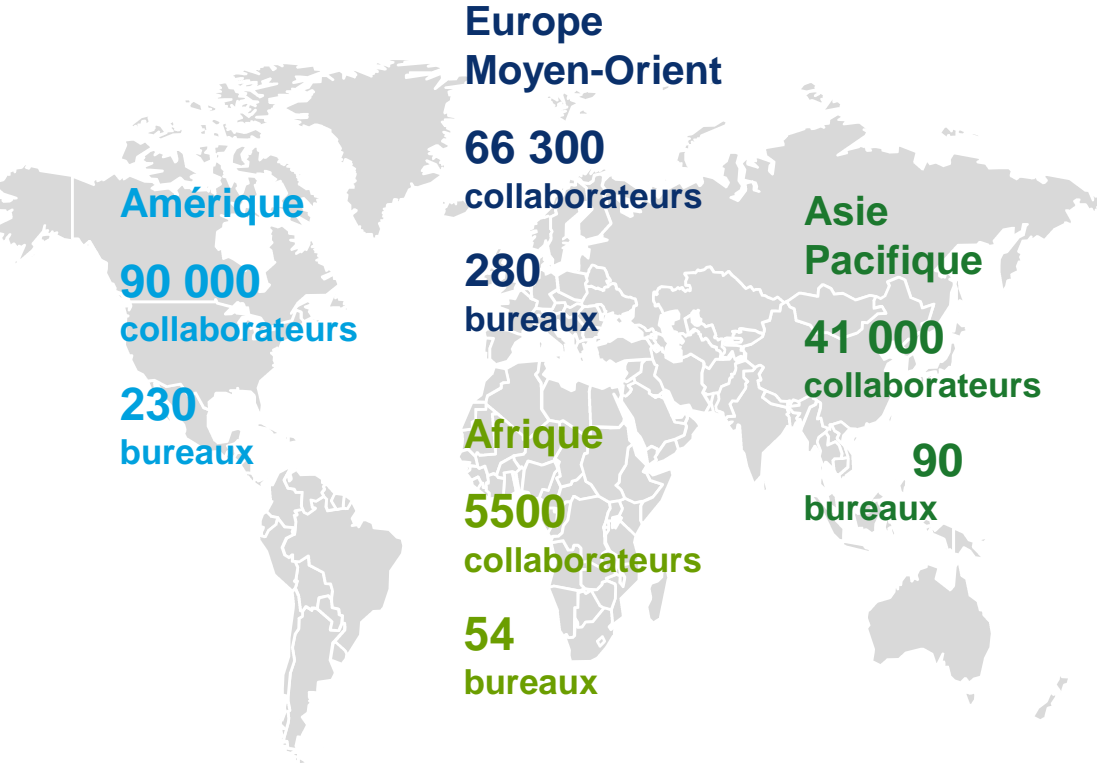 Europe
Moyen-Orient
66 300
collaborateurs
280
bureaux
Amérique
90 000
collaborateurs
230
bureaux
Asie
Pacifique
41 000
collaborateurs
90
bureaux
Afrique
5500
collaborateurs
54
bureaux